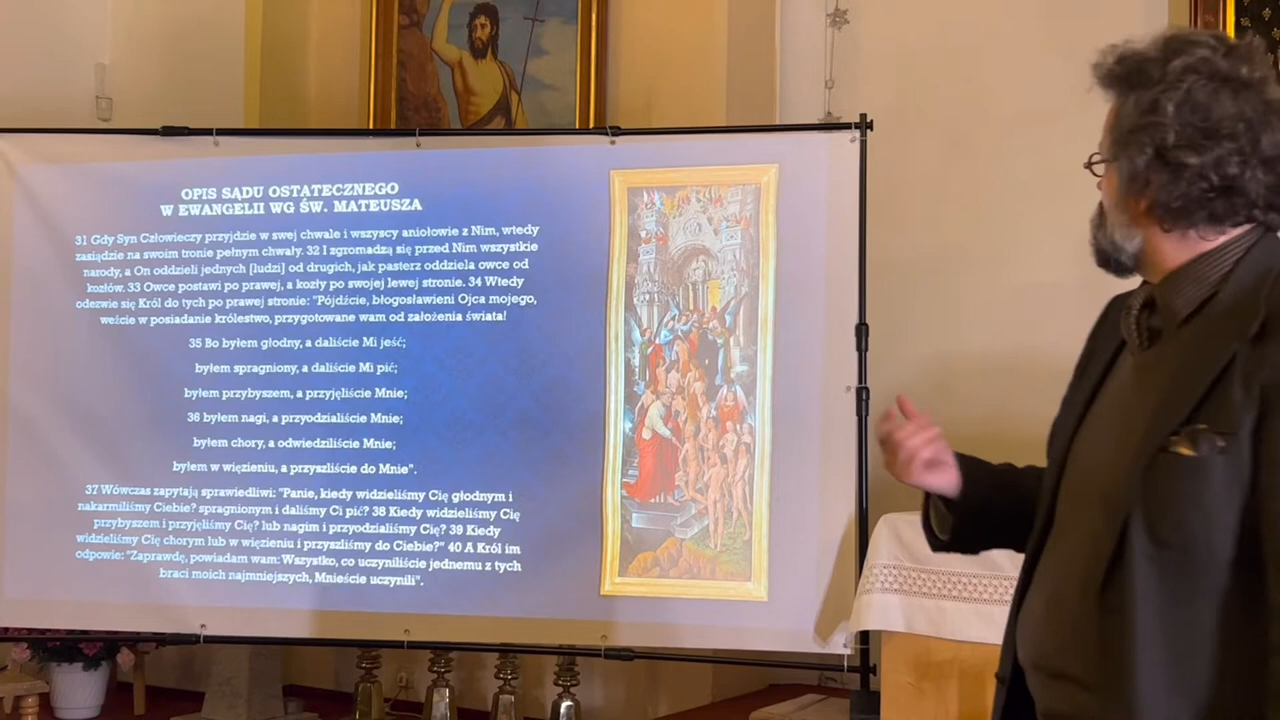 OPIS SĄDU OSTATECZNEGO
W EWANGELII WG ŚW. MATEUSZA
31 Gdy Syn Człowieczy przyjdzie w swej chwale i wszyscy aniołowie z Nim, wtedy
zasiądzie na swoim tronie pełnym chwały. 32 I zgromadzą się przed Nim wszystkie
narody, a On oddzieli jednych [ludzi] od drugich, jak pasterz oddziela owce od
kozłów. 33 Owce postawi po prawej, a kozły po swojej lewej stronie. 34 Wtedy
odezwie się Król do tych po prawej stronie: "Pójdźcie, błogosławieni Ojca mojego,
weźcie w posiadanie królestwo, przygotowane wam od założenia świata!
35 Bo byłem głodny, a daliście Mi jeść;
byłem spragniony, a daliście Mi pić;
byłem przybyszem, a przyjęliście Mnie;
36 byłem nagi, a przyodzialiście Mnie;
byłem chory, a odwiedziliście Mnie;
byłem w więzieniu, a przyszliście do Mnie".
37 Wówczas zapytają sprawiedliwi: "Panie, kiedy widzieliśmy Cię głodnym i
nakarmiliśmy Ciebie? spragnionym i daliśmy Ci pić? 38 Kiedy widzieliśmy Cię
przybyszem i przyjęliśmy Cię? lub nagim i przyodzialiśmy Cię? 39 Kiedy
widzieliśmy Cię chorym lub w więzieniu i przyszliśmy do Ciebie?" 40 A Król im
odpowie: "Zaprawdę, powiadam wam: Wszystko, co uczyniliście jednemu z tych
braci moich najmniejszych, Mnieście uczynili".